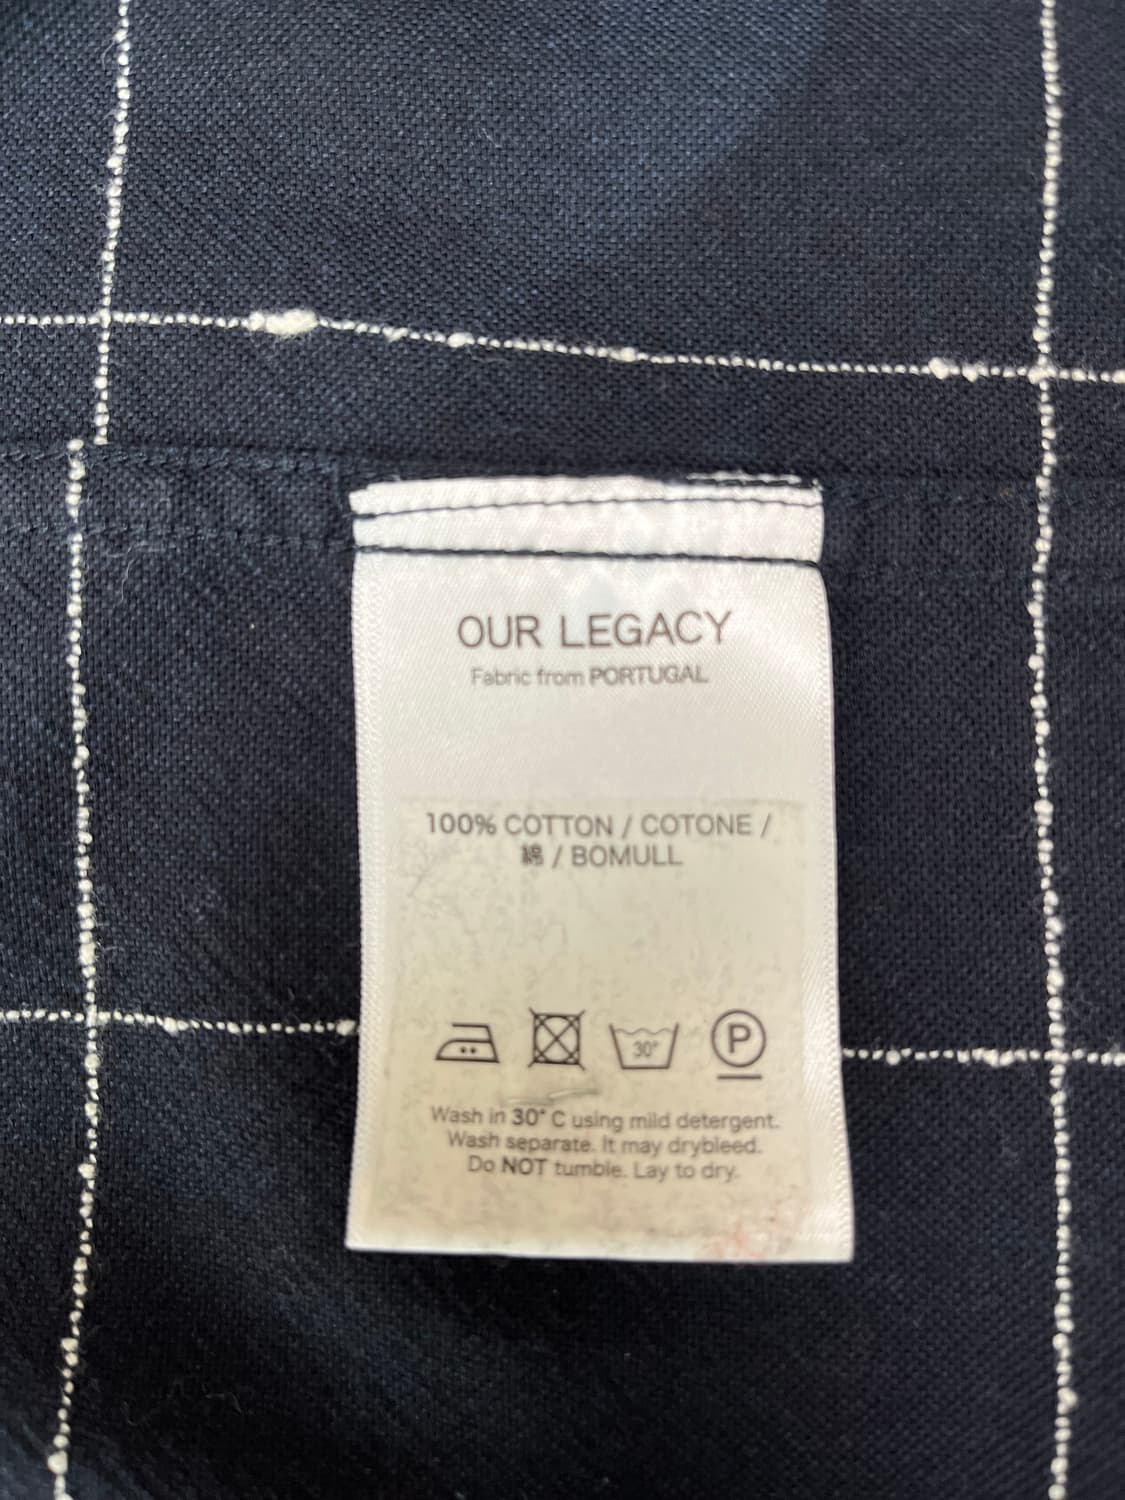 OUR LEGACY
Fabric from PORTUGAL
100% COTTON / COTONE /
綿 / BOMULL
30°
P
Wash in 30° C using mild detergent.
Wash separate. It may drybleed.
Do NOT tumble. Lay to dry.